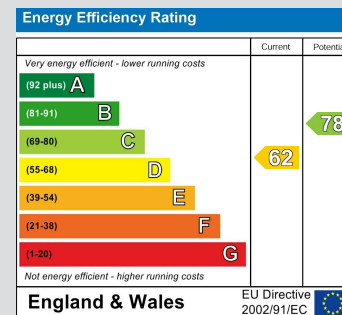 Energy Efficiency Rating
Current
Very energy efficient - lower running costs
(92 plus) A
(81-91) B
78
(69-80) C
62
(55-68) D
(39-54) E
(21-38) F
(1-20) G
Not energy efficient - higher running costs
England & Wales
EU Directive
2002/91/EC